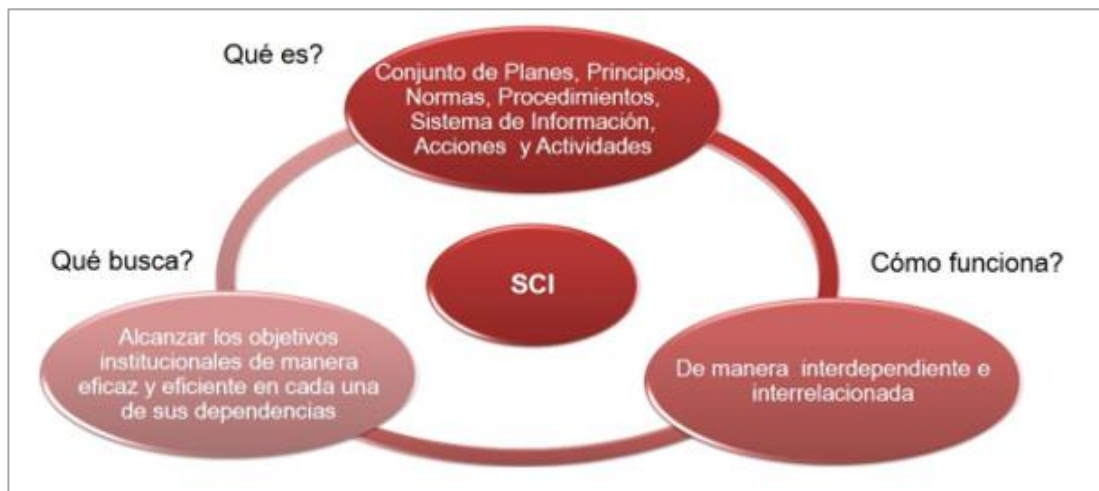 Qué es?
Conjunto de Planes, Principios,
Normas, Procedimientos,
Sistema de Información,
Acciones y Actividades
Qué busca?
SCI
Cómo funciona?
Alcanzar los objetivos
institucionales de manera
eficaz y eficiente en cada una
de sus dependencias
De manera interdependiente e
interrelacionada